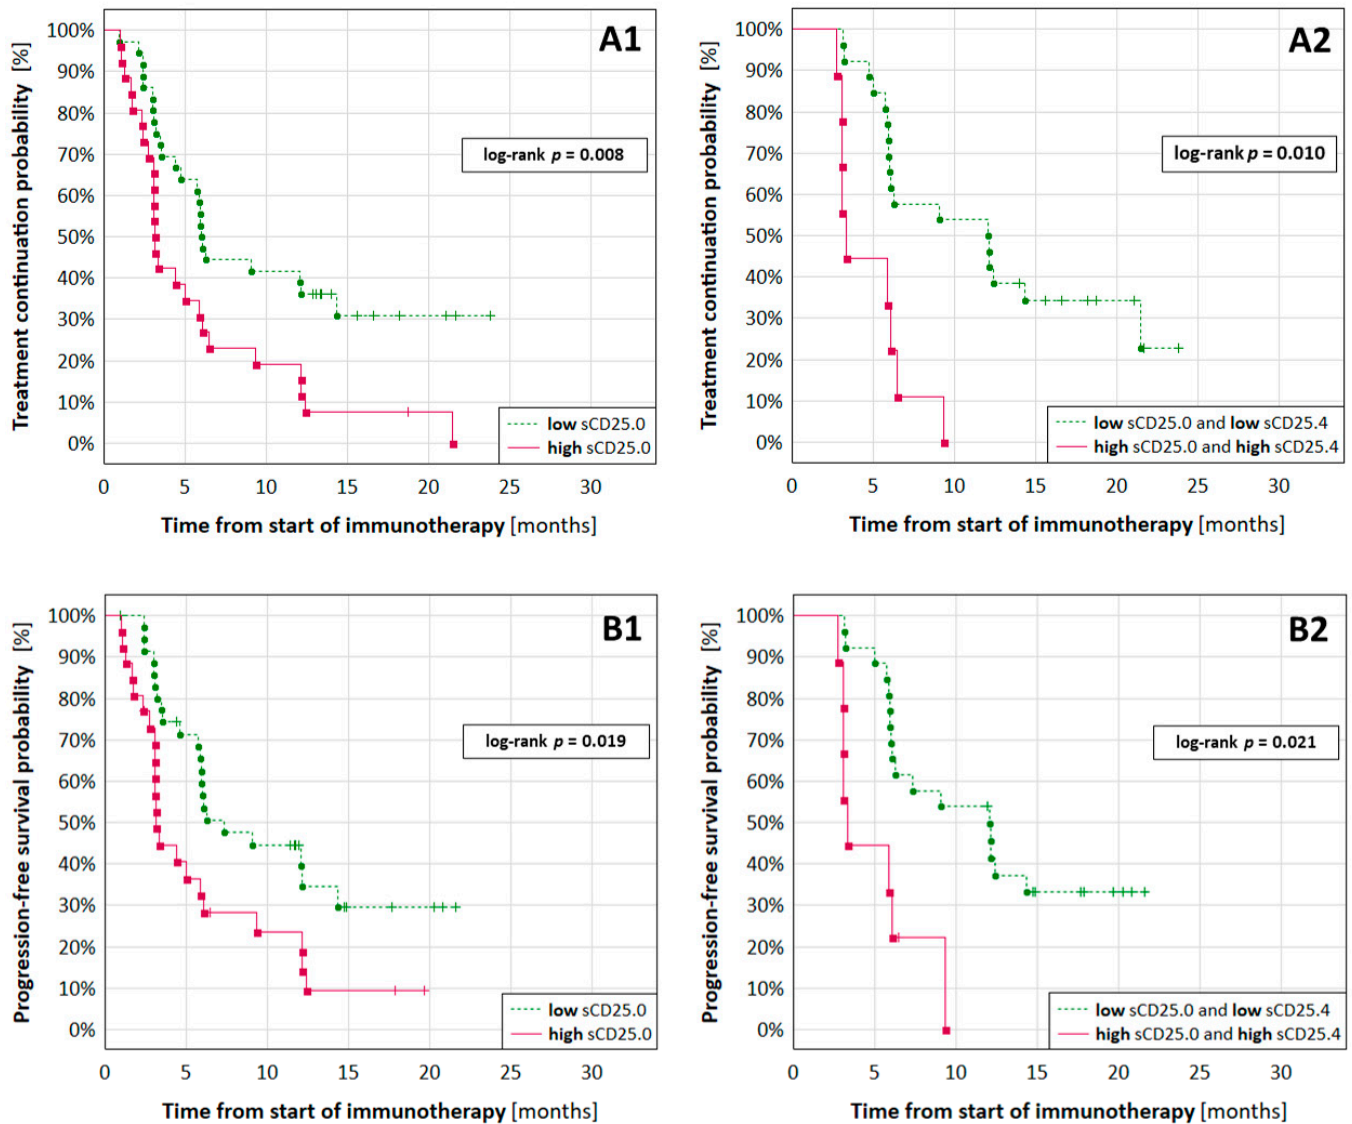 A1
Treatment continuation probability [%]
100%
90%
80%
70%
60%
50%
40%
30%
20%
10%
0%
log-rank p = 0.008
low sCD25.0
high sCD25.0
0 5 10 15 20 25 30
Time from start of immunotherapy [months]
A2
Treatment continuation probability [%]
100%
90%
80%
70%
60%
50%
40%
30%
20%
10%
0%
log-rank p = 0.010
low sCD25.0 and low sCD25.4
high sCD25.0 and high sCD25.4
0 5 10 15 20 25 30
Time from start of immunotherapy [months]
B1
Progression-free survival probability [%]
100%
90%
80%
70%
60%
50%
40%
30%
20%
10%
0%
log-rank p = 0.019
low sCD25.0
high sCD25.0
0 5 10 15 20 25 30
Time from start of immunotherapy [months]
B2
Progression-free survival probability [%]
100%
90%
80%
70%
60%
50%
40%
30%
20%
10%
0%
log-rank p = 0.021
low sCD25.0 and low sCD25.4
high sCD25.0 and high sCD25.4
0 5 10 15 20 25 30
Time from start of immunotherapy [months]